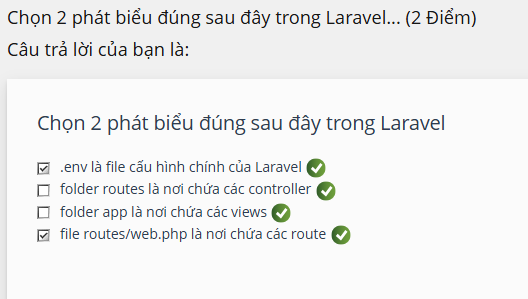 Chọn 2 phát biểu đúng sau đây trong Laravel... (2 Điểm)
Câu trả lời của bạn là:
Chọn 2 phát biểu đúng sau đây trong Laravel
.env là file cấu hình chính của Laravel
folder routes là nơi chứa các controller
folder app là nơi chứa các views
file routes/web.php là nơi chứa các route